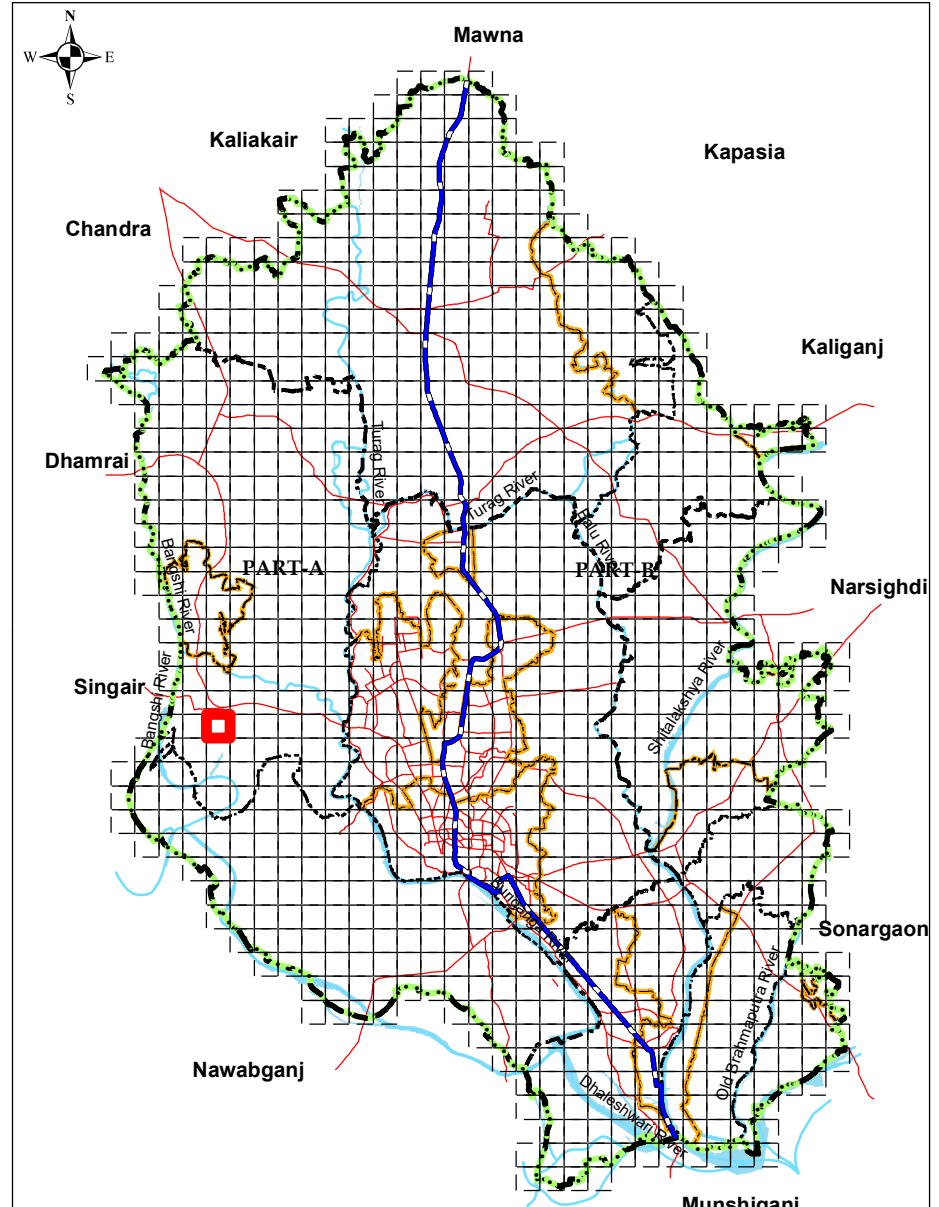 N
Mawna
W
E
S
Kaliakair
Kapasia
Chandra
Kaliganj
Turag River
Dhamrai
Turag River
Balu River
Bangshi River
PART-A
PART-B
Narsighdi
Singair
Bangshi River
Shitalakshya River
Buriganga River
Sonargaon
Old Brahmaputra River
Nawabganj
Dhaleshwari River
Munshiganj